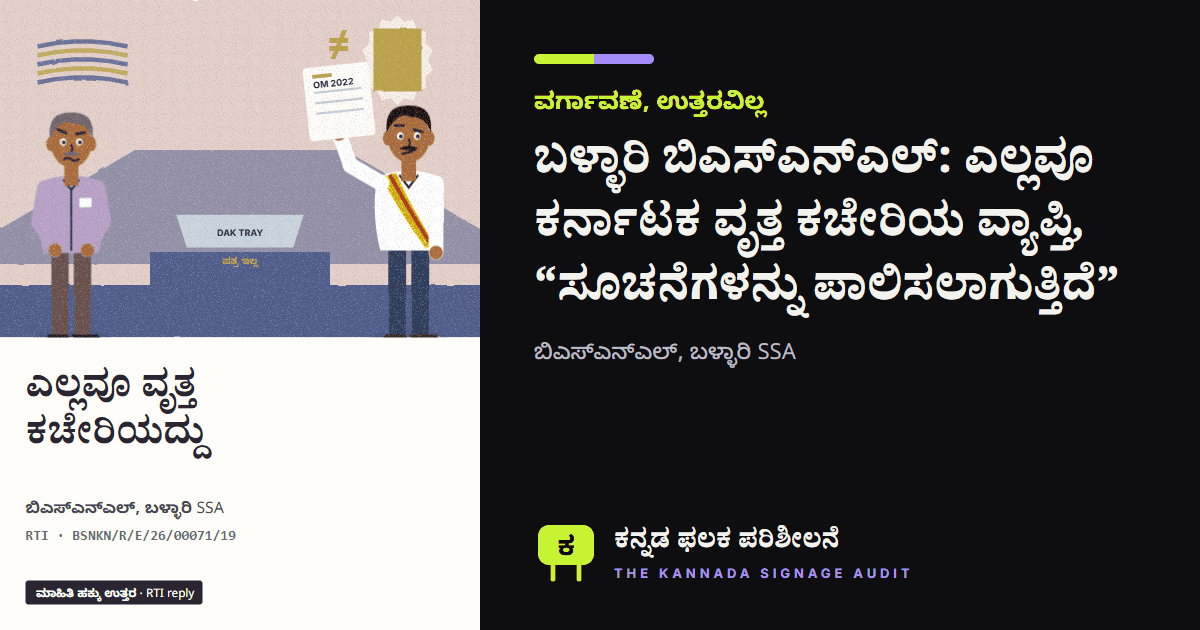 ≠
OM 2022
DAK TRAY
ಪತ್ರ ಇಲ್ಲ
ಎಲ್ಲವೂ ವೃತ್ತ
ಕಚೇರಿಯದ್ದು
ಬಿಎಸ್‌ಎನ್‌ಎಲ್, ಬಳ್ಳಾರಿ SSA
RTI · BSNKN/R/E/26/00071/19
ಮಾಹಿತಿ ಹಕ್ಕು ಉತ್ತರ · RTI reply
ವರ್ಗಾವಣೆ, ಉತ್ತರವಿಲ್ಲ
ಬಳ್ಳಾರಿ ಬಿಎಸ್‌ಎನ್‌ಎಲ್: ಎಲ್ಲವೂ
ಕರ್ನಾಟಕ ವೃತ್ತ ಕಚೇರಿಯ ವ್ಯಾಪ್ತಿ,
“ಸೂಚನೆಗಳನ್ನು ಪಾಲಿಸಲಾಗುತ್ತಿದೆ”
ಬಿಎಸ್‌ಎನ್‌ಎಲ್, ಬಳ್ಳಾರಿ SSA
ಕ
ಕನ್ನಡ ಫಲಕ ಪರಿಶೀಲನೆ
THE KANNADA SIGNAGE AUDIT